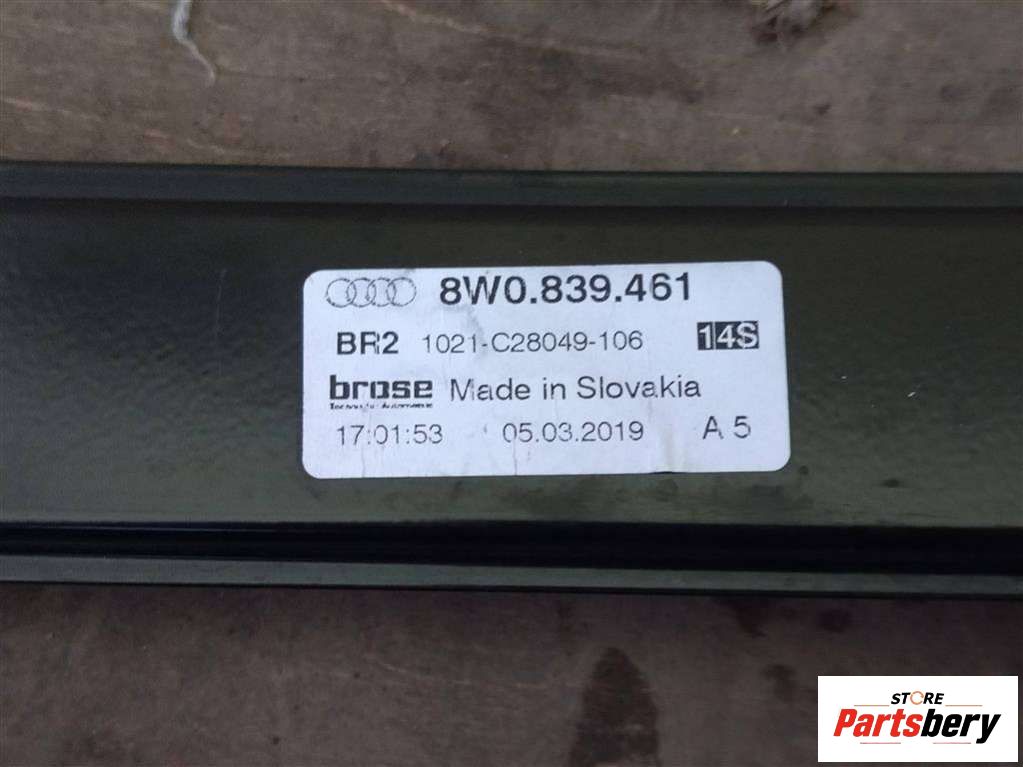 8W0.839.461
BR2 1021-C28049-106 14S
brose Made in Slovakia
17:01:53 05.03.2019 A 5
STORE
Partsbery